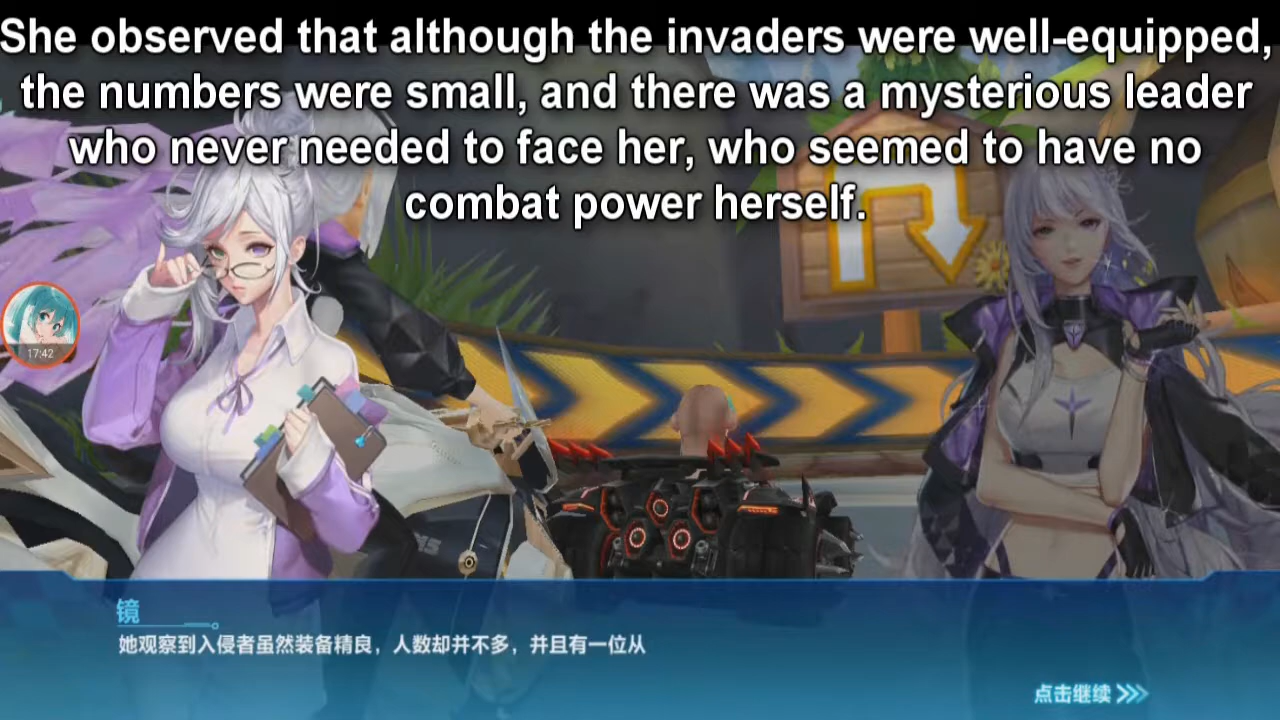 She observed that although the invaders were well-equipped,
the numbers were small, and there was a mysterious leader
who never needed to face her, who seemed to have no
combat power herself.
17:42
镜
她观察到入侵者虽然装备精良，人数却并不多，并且有一位从
点击继续